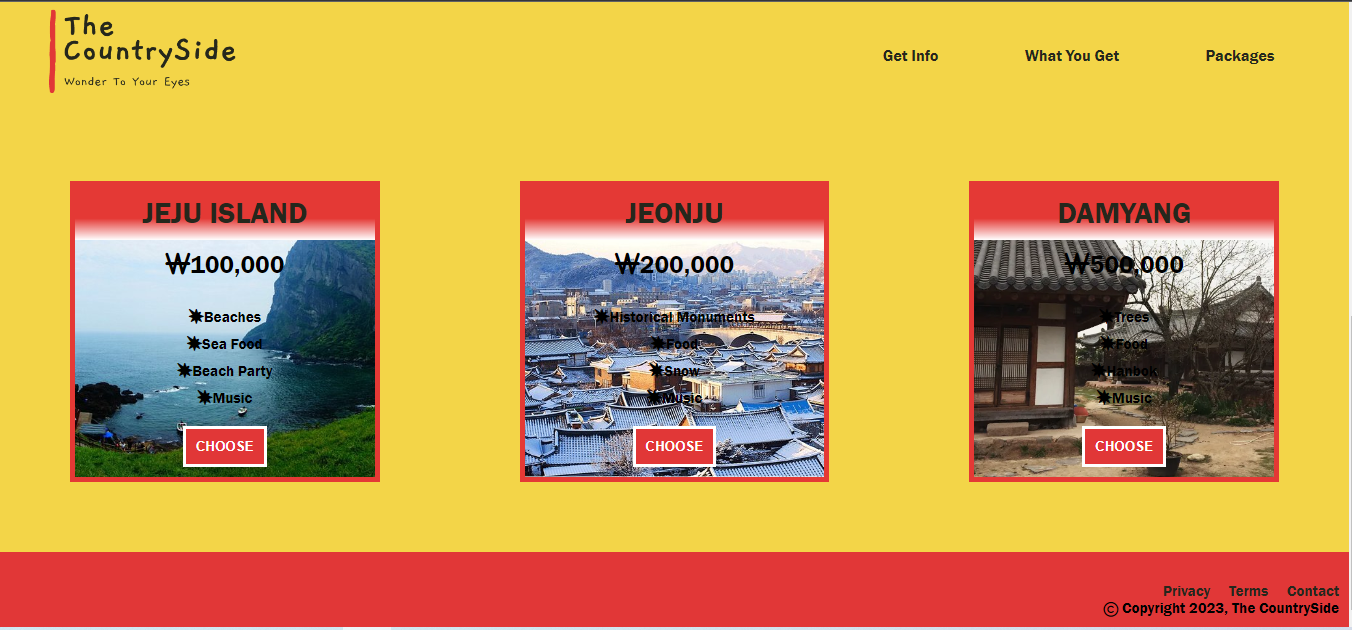 The
CountrySide
Wonder To Your Eyes
Get Info
What You Get
Packages
JEJU ISLAND
₩100,000
✷Beaches
✷Sea Food
✷Beach Party
✷Music
CHOOSE
JEONJU
₩200,000
✷Historical Monuments
✷Food
✷Snow
✷Music
CHOOSE
DAMYANG
₩500,000
✷Trees
✷Food
✷Hanbok
✷Music
CHOOSE
Privacy Terms Contact
© Copyright 2023, The CountrySide